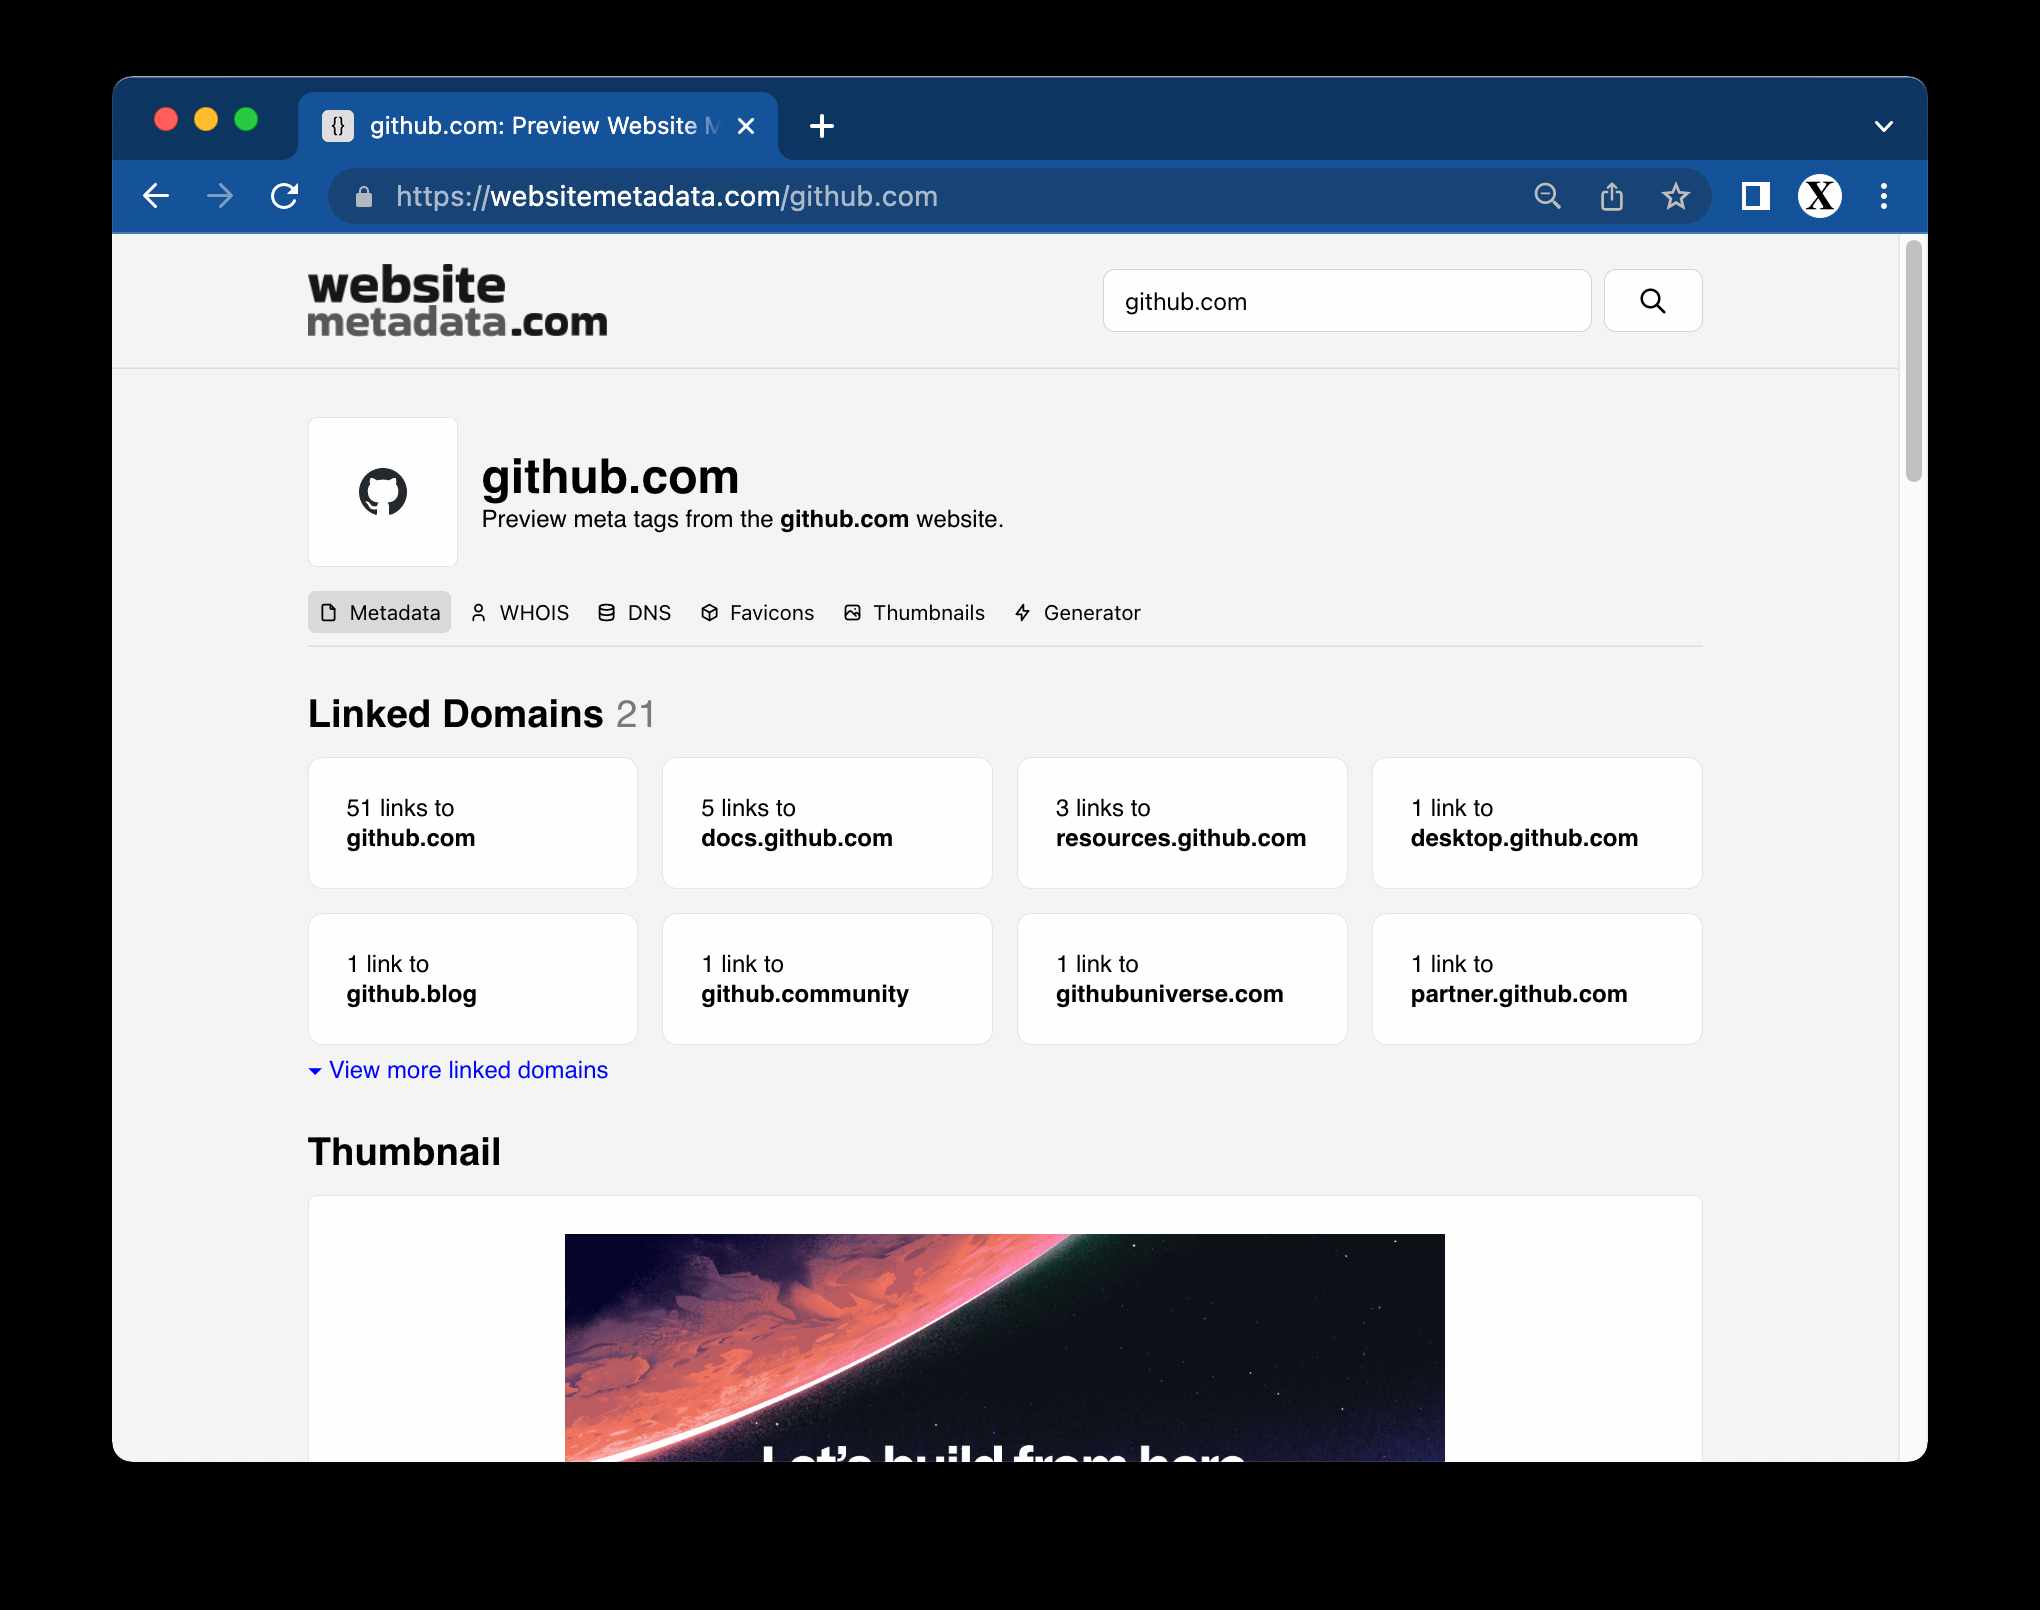 {} github.com: Preview Website M
https://websitemetadata.com/github.com
X
website
metadata.com
github.com
github.com
Preview meta tags from the github.com website.
Metadata WHOIS DNS Favicons Thumbnails Generator
Linked Domains 21
51 links to
github.com
5 links to
docs.github.com
3 links to
resources.github.com
1 link to
desktop.github.com
1 link to
github.blog
1 link to
github.community
1 link to
githubuniverse.com
1 link to
partner.github.com
View more linked domains
Thumbnail
Let's build from here